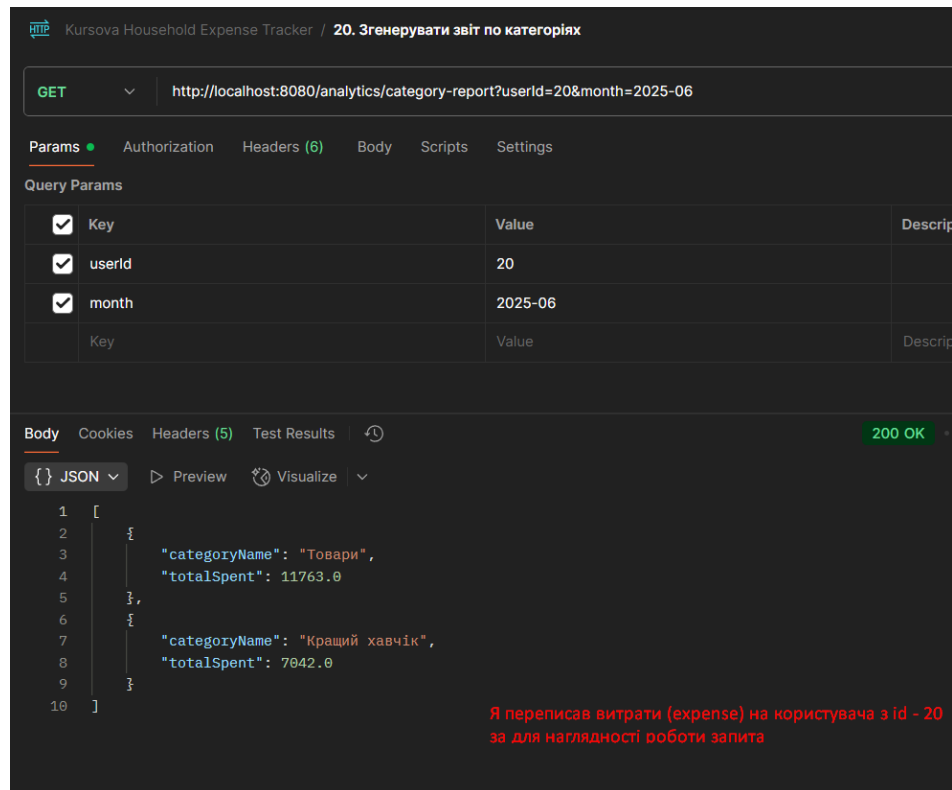 HTTP Kursova Household Expense Tracker / 20. Згенерувати звіт по категоріях
GET http://localhost:8080/analytics/category-report?userId=20&month=2025-06
Params Authorization Headers (6) Body Scripts Settings
Query Params
Key Value Descrip
userId 20
month 2025-06
Key Value Descrip
Body Cookies Headers (5) Test Results 200 OK
{} JSON Preview Visualize
1 [
2 {
3 "categoryName": "Товари",
4 "totalSpent": 11763.0
5 },
6 {
7 "categoryName": "Кращий хавчік",
8 "totalSpent": 7042.0
9 }
10 ]
Я переписав витрати (expense) на користувача з id - 20
за для наглядності роботи запита